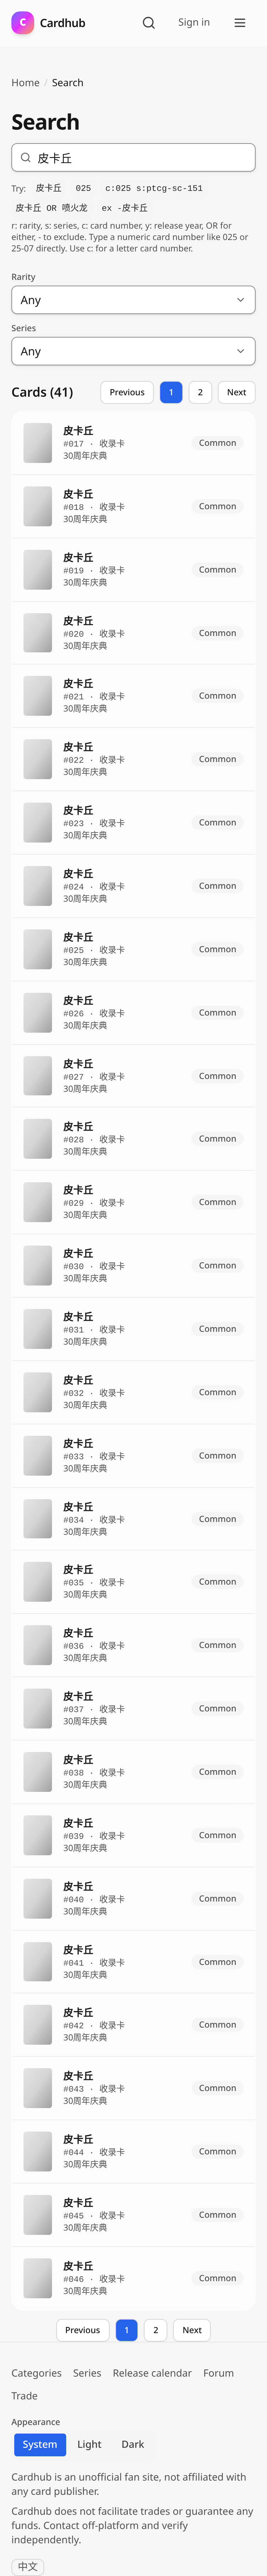 C Cardhub Sign in
Home / Search
Search
皮卡丘
Try: 皮卡丘 025 c:025 s:ptcg-sc-151
皮卡丘 OR 喷火龙 ex -皮卡丘
r: rarity, s: series, c: card number, y: release year, OR for
either, - to exclude. Type a numeric card number like 025 or
25-07 directly. Use c: for a letter card number.
Rarity
Any
Series
Any
Cards (41) Previous 1 2 Next
皮卡丘
#017 · 收录卡 Common
30周年庆典
皮卡丘
#018 · 收录卡 Common
30周年庆典
皮卡丘
#019 · 收录卡 Common
30周年庆典
皮卡丘
#020 · 收录卡 Common
30周年庆典
皮卡丘
#021 · 收录卡 Common
30周年庆典
皮卡丘
#022 · 收录卡 Common
30周年庆典
皮卡丘
#023 · 收录卡 Common
30周年庆典
皮卡丘
#024 · 收录卡 Common
30周年庆典
皮卡丘
#025 · 收录卡 Common
30周年庆典
皮卡丘
#026 · 收录卡 Common
30周年庆典
皮卡丘
#027 · 收录卡 Common
30周年庆典
皮卡丘
#028 · 收录卡 Common
30周年庆典
皮卡丘
#029 · 收录卡 Common
30周年庆典
皮卡丘
#030 · 收录卡 Common
30周年庆典
皮卡丘
#031 · 收录卡 Common
30周年庆典
皮卡丘
#032 · 收录卡 Common
30周年庆典
皮卡丘
#033 · 收录卡 Common
30周年庆典
皮卡丘
#034 · 收录卡 Common
30周年庆典
皮卡丘
#035 · 收录卡 Common
30周年庆典
皮卡丘
#036 · 收录卡 Common
30周年庆典
皮卡丘
#037 · 收录卡 Common
30周年庆典
皮卡丘
#038 · 收录卡 Common
30周年庆典
皮卡丘
#039 · 收录卡 Common
30周年庆典
皮卡丘
#040 · 收录卡 Common
30周年庆典
皮卡丘
#041 · 收录卡 Common
30周年庆典
皮卡丘
#042 · 收录卡 Common
30周年庆典
皮卡丘
#043 · 收录卡 Common
30周年庆典
皮卡丘
#044 · 收录卡 Common
30周年庆典
皮卡丘
#045 · 收录卡 Common
30周年庆典
皮卡丘
#046 · 收录卡 Common
30周年庆典
Previous 1 2 Next
Categories Series Release calendar Forum
Trade
Appearance
System Light Dark
Cardhub is an unofficial fan site, not affiliated with
any card publisher.
Cardhub does not facilitate trades or guarantee any
funds. Contact off-platform and verify
independently.
中文